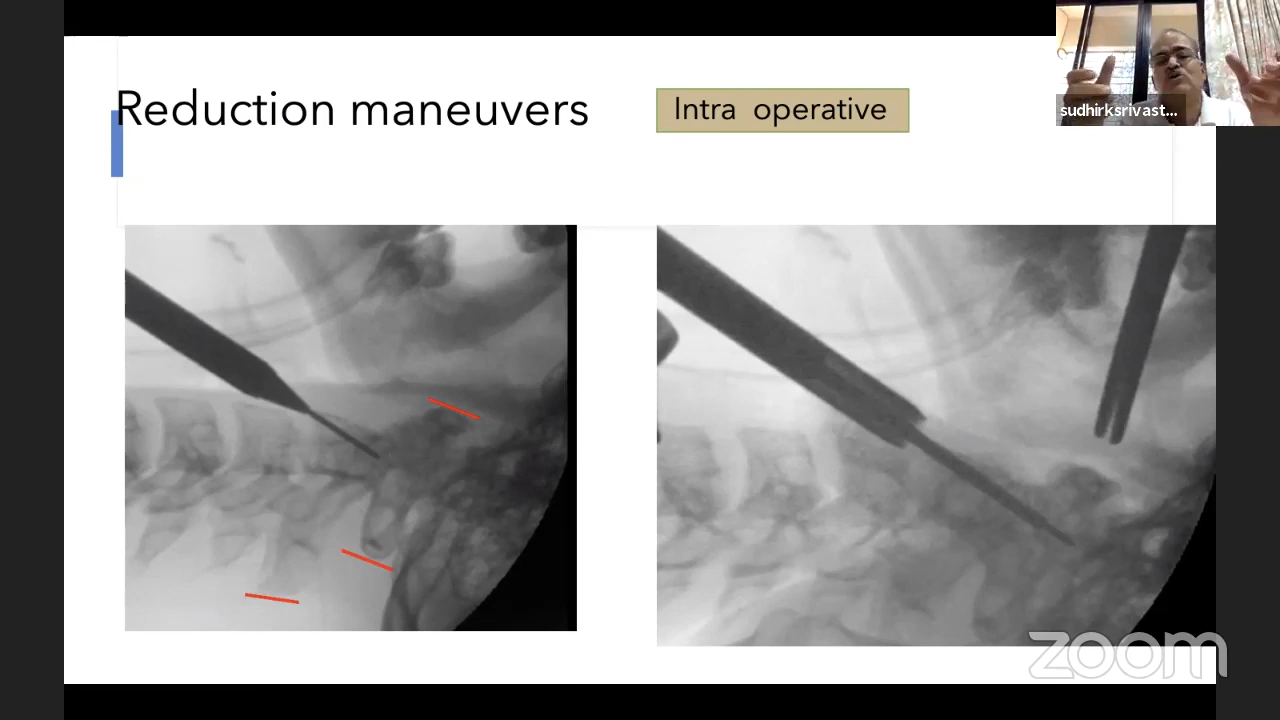 Reduction maneuvers
Intra operative
sudhirksrivast...
zoom